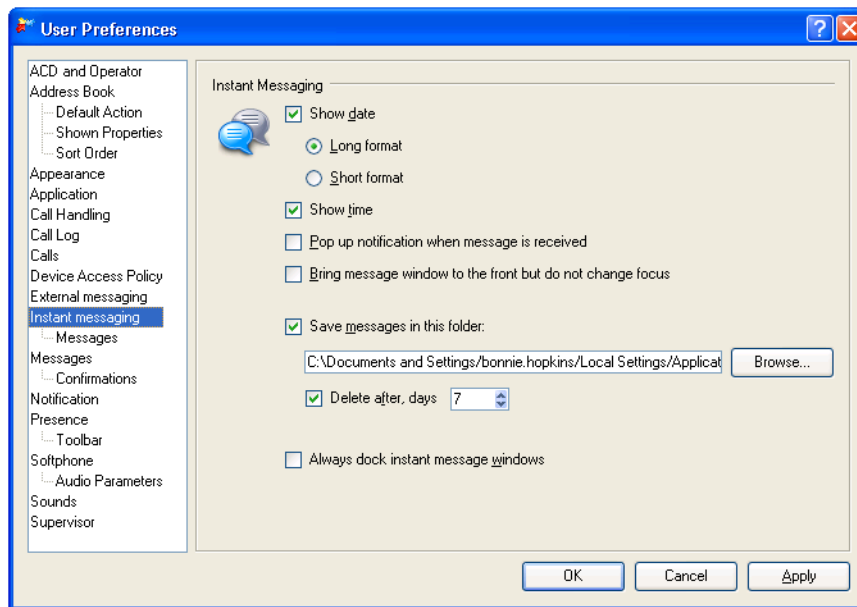 User Preferences
ACD and Operator
Address Book
Default Action
Shown Properties
Sort Order
Appearance
Application
Call Handling
Call Log
Calls
Device Access Policy
External messaging
Instant messaging
Messages
Messages
Confirmations
Notification
Presence
Toolbar
Softphone
Audio Parameters
Sounds
Supervisor
Instant Messaging
Show date
Long format
Short format
Show time
Pop up notification when message is received
Bring message window to the front but do not change focus
Save messages in this folder:
C:\Documents and Settings/bonnie.hopkins/Local Settings/Applicat
Browse...
Delete after, days 7
Always dock instant message windows
OK Cancel Apply